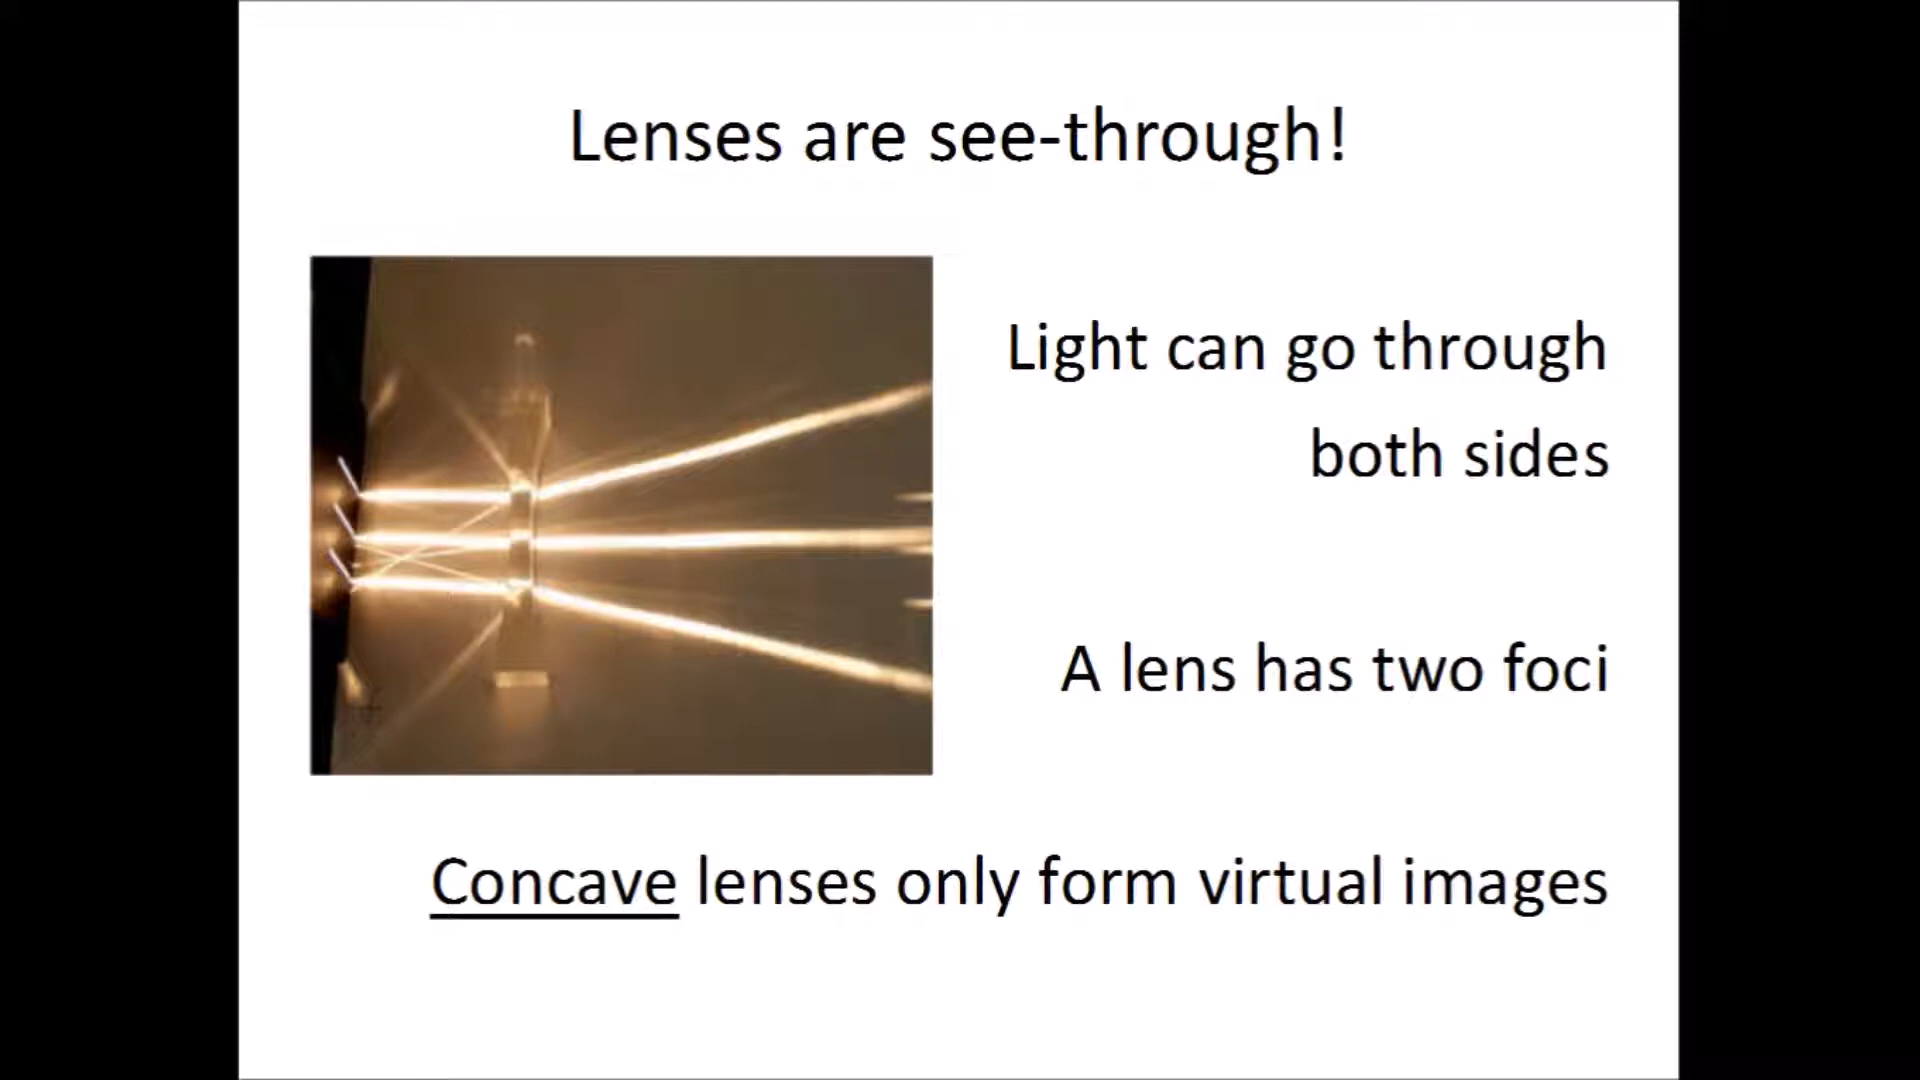 Lenses are see-through!
Light can go through
both sides
A lens has two foci
Concave lenses only form virtual images